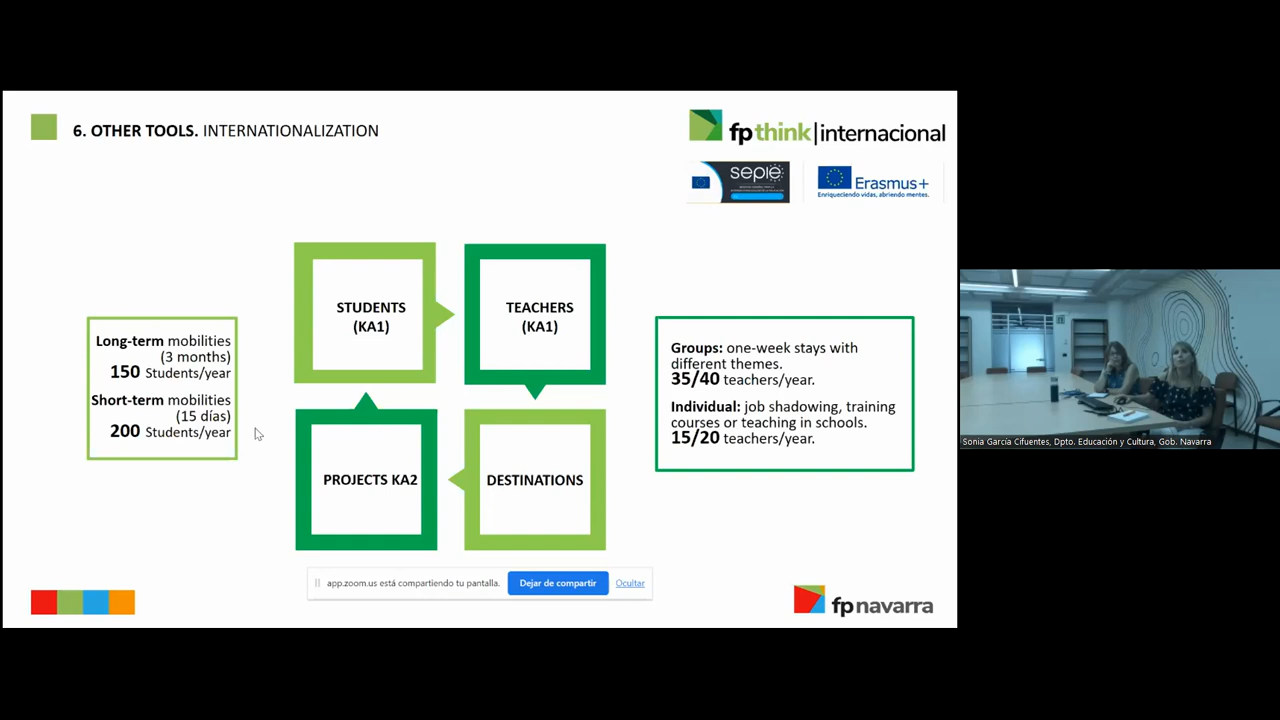 6. OTHER TOOLS. INTERNATIONALIZATION
fpthink|internacional
sepie
Erasmus+
Enriqueciendo vidas, abriendo mentes.
STUDENTS
(KA1)
TEACHERS
(KA1)
Long-term mobilities
(3 months)
150 Students/year
Short-term mobilities
(15 días)
200 Students/year
Groups: one-week stays with
different themes.
35/40 teachers/year.
Individual: job shadowing, training
courses or teaching in schools.
15/20 teachers/year.
PROJECTS KA2
DESTINATIONS
Sonia García Cifuentes, Dpto. Educación y Cultura, Gob. Navarra
app.zoom.us está compartiendo tu pantalla.
Dejar de compartir
Ocultar
fpnavarra